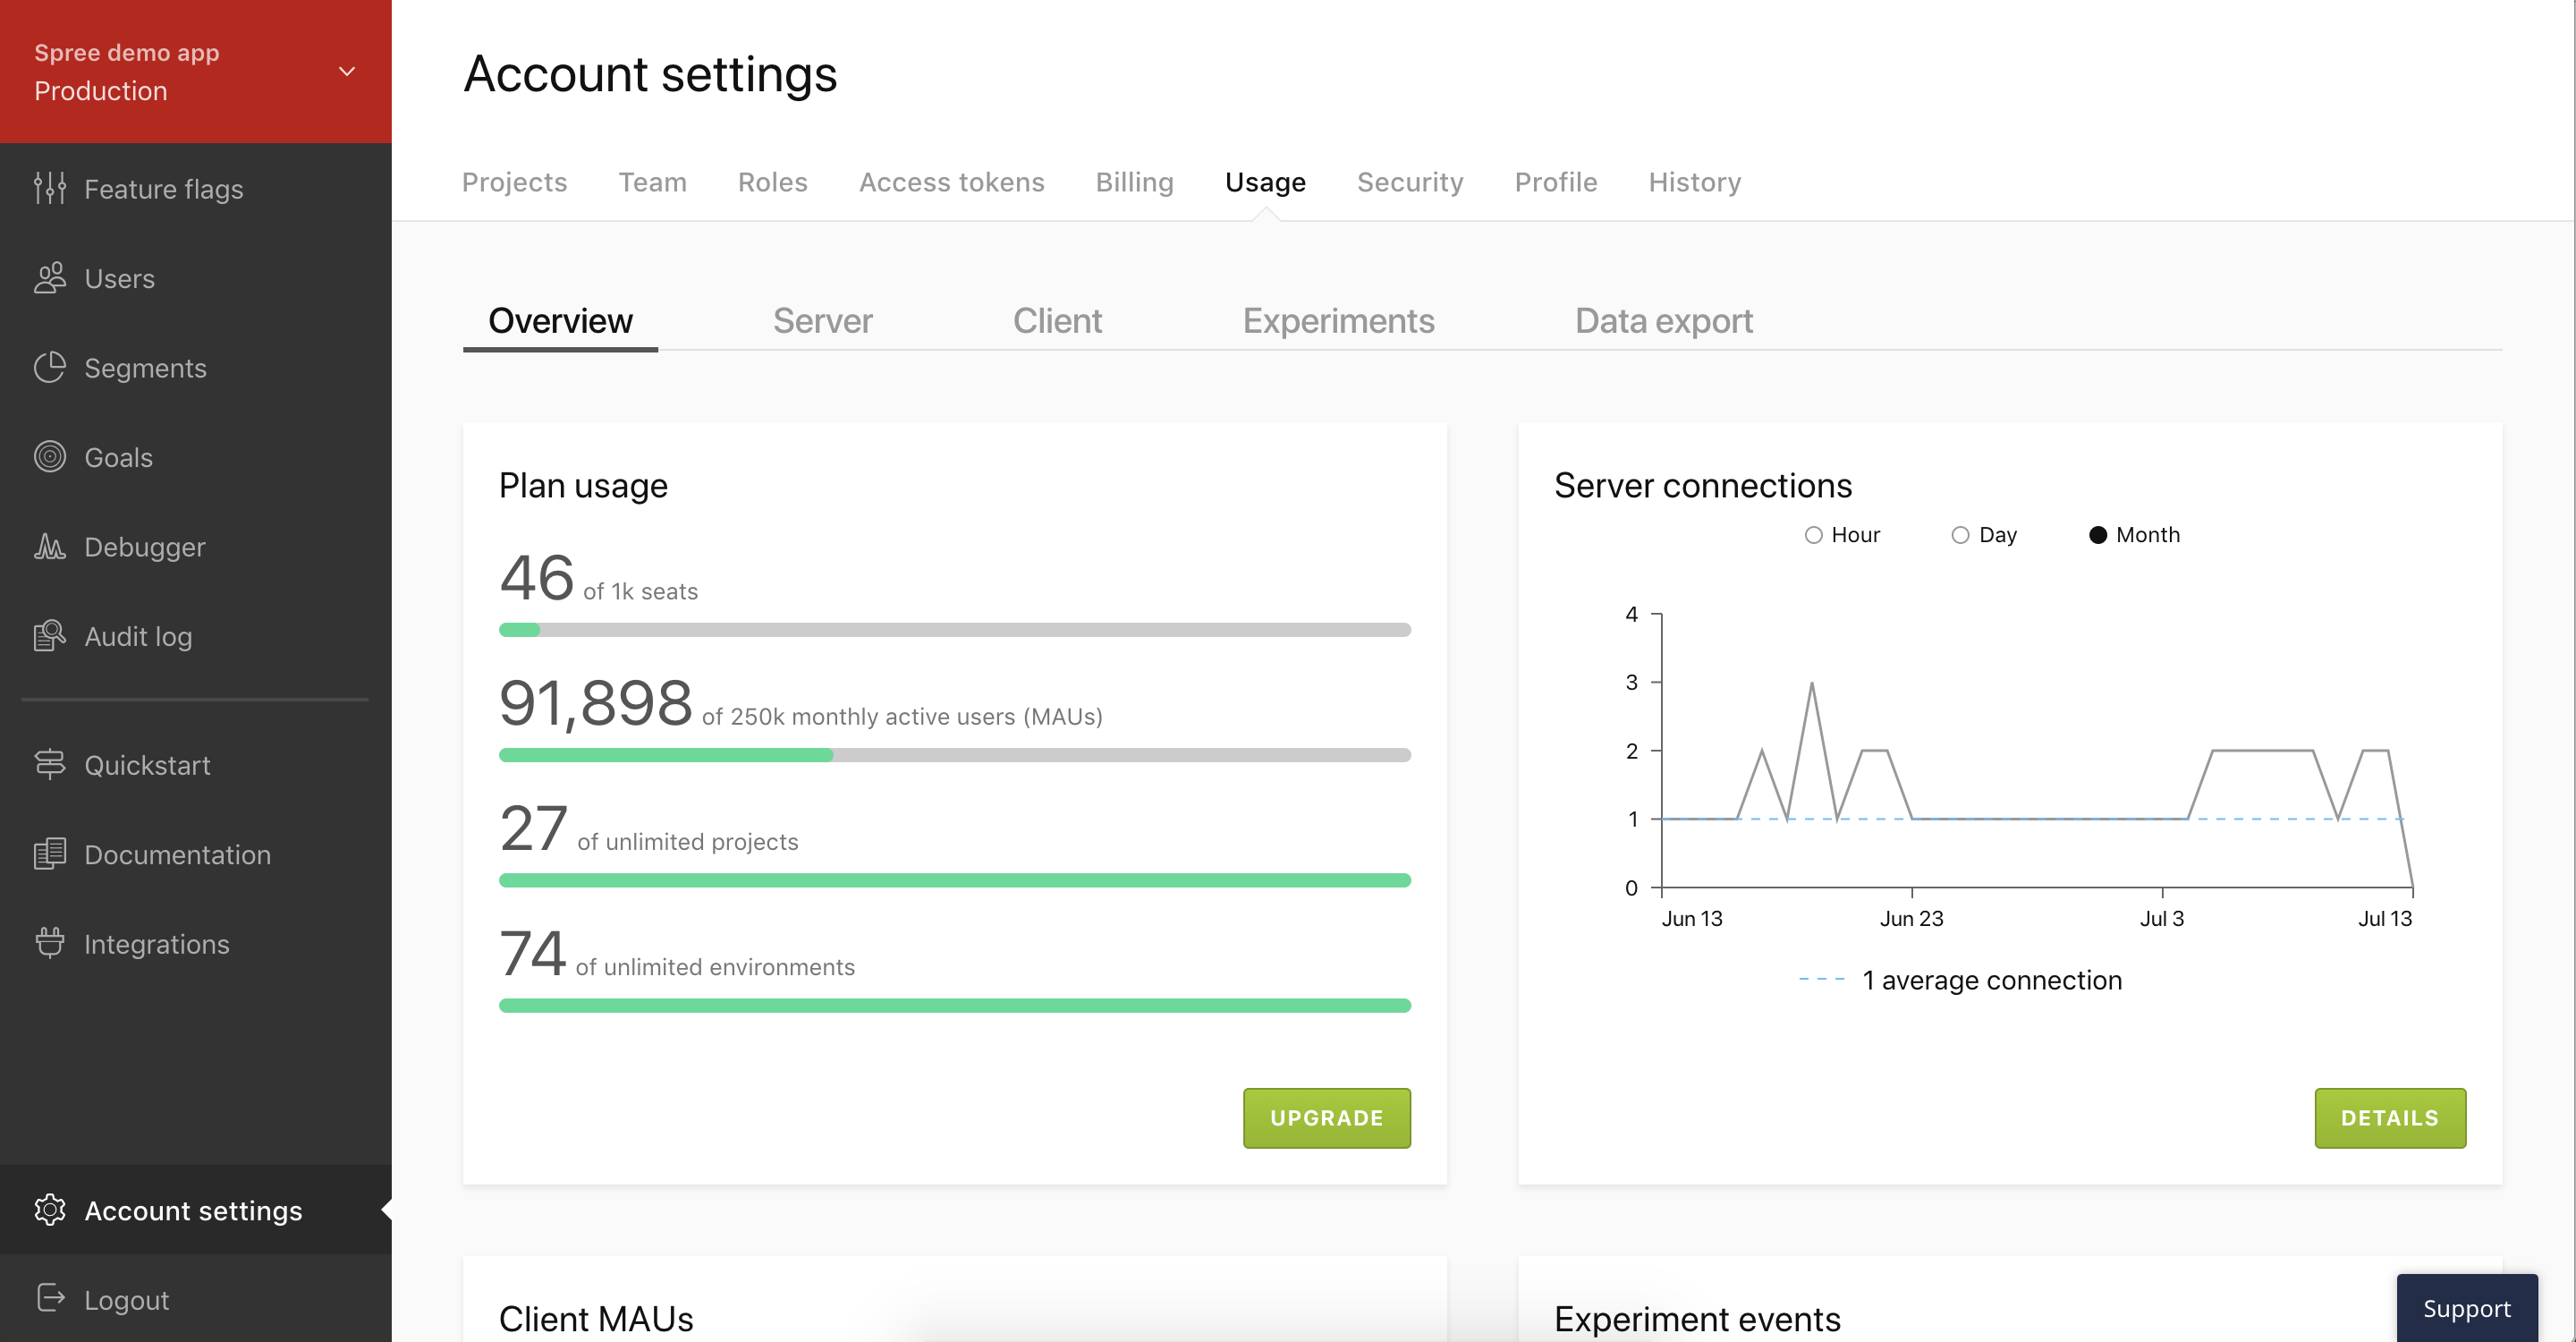 Spree demo app
Production
Feature flags
Users
Segments
Goals
Debugger
Audit log
Quickstart
Documentation
Integrations
Account settings
Logout
Account settings
Projects Team Roles Access tokens Billing Usage Security Profile History
Overview Server Client Experiments Data export
Plan usage
46 of 1k seats
91,898 of 250k monthly active users (MAUs)
27 of unlimited projects
74 of unlimited environments
UPGRADE
Server connections
Hour Day Month
4
3
2
1
0
Jun 13 Jun 23 Jul 3 Jul 13
1 average connection
DETAILS
Client MAUs
Experiment events
Support